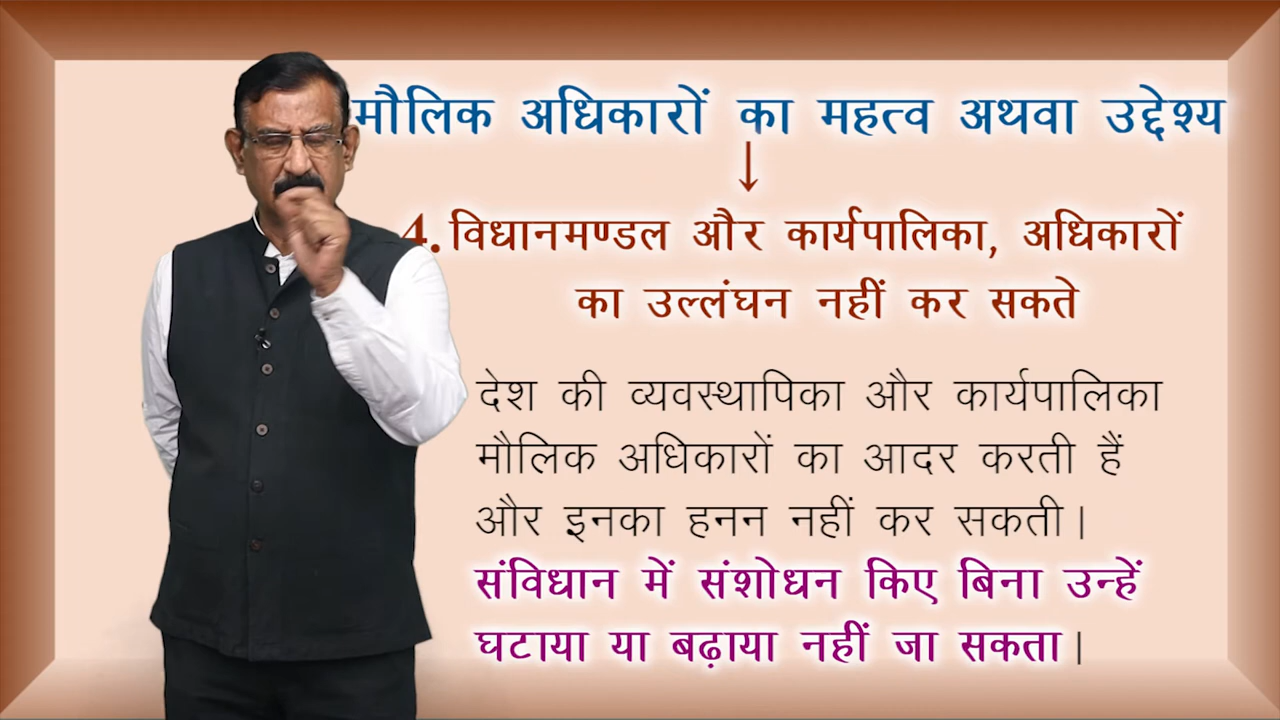 मौलिक अधिकारों का महत्व अथवा उद्देश्य
↓
4. विधानमण्डल और कार्यपालिका, अधिकारों
का उल्लंघन नहीं कर सकते
देश की व्यवस्थापिका और कार्यपालिका
मौलिक अधिकारों का आदर करती हैं
और इनका हनन नहीं कर सकती।
संविधान में संशोधन किए बिना उन्हें
घटाया या बढ़ाया नहीं जा सकता।